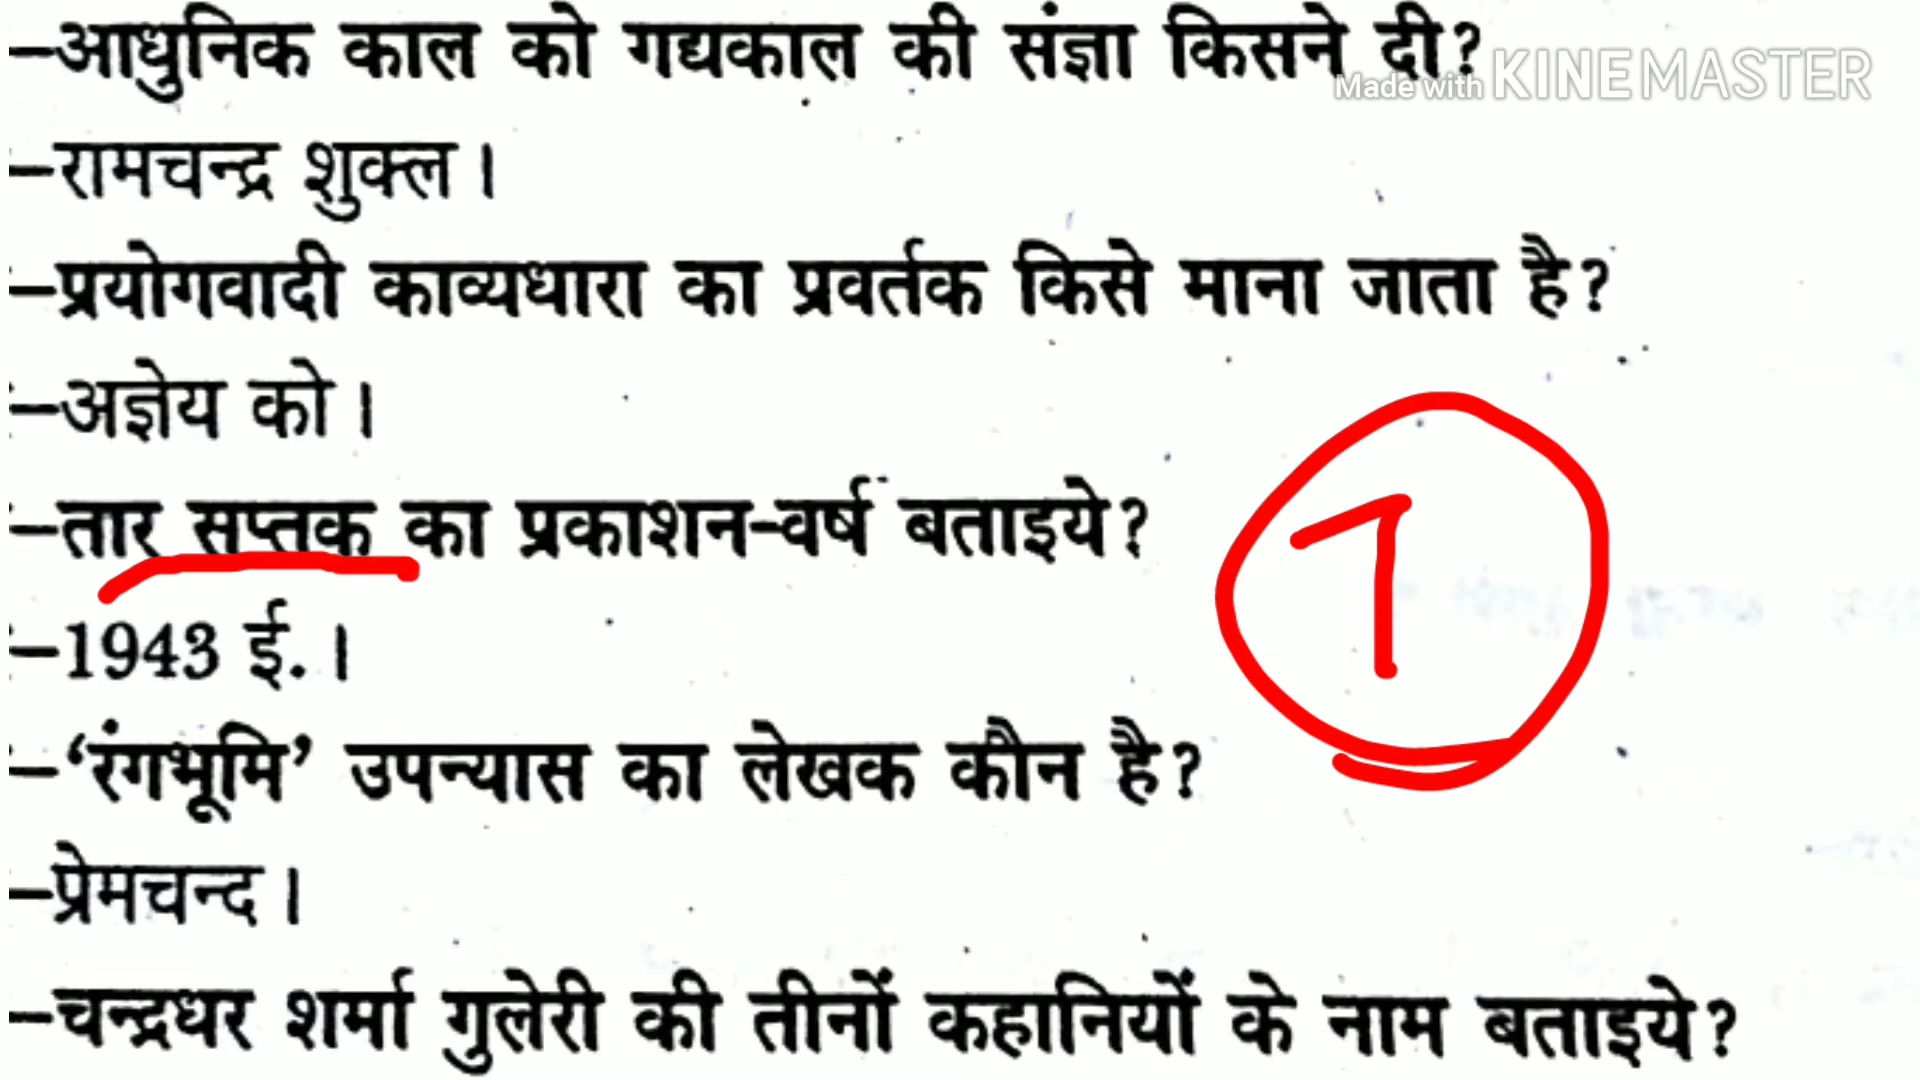 –आधुनिक काल को गद्यकाल की संज्ञा किसने दी?
Made with KINEMASTER
–रामचन्द्र शुक्ल।
–प्रयोगवादी काव्यधारा का प्रवर्तक किसे माना जाता है?
–अज्ञेय को।
–तार सप्तक का प्रकाशन-वर्ष बताइये?
1
–1943 ई.।
–‘रंगभूमि’ उपन्यास का लेखक कौन है?
–प्रेमचन्द।
–चन्द्रधर शर्मा गुलेरी की तीनों कहानियों के नाम बताइये?